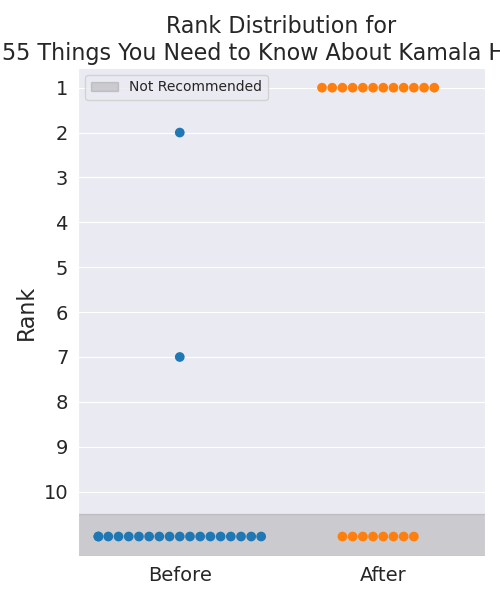 Rank Distribution for
55 Things You Need to Know About Kamala H
Not Recommended
1
2
3
4
5
6
7
8
9
10
Rank
Before
After